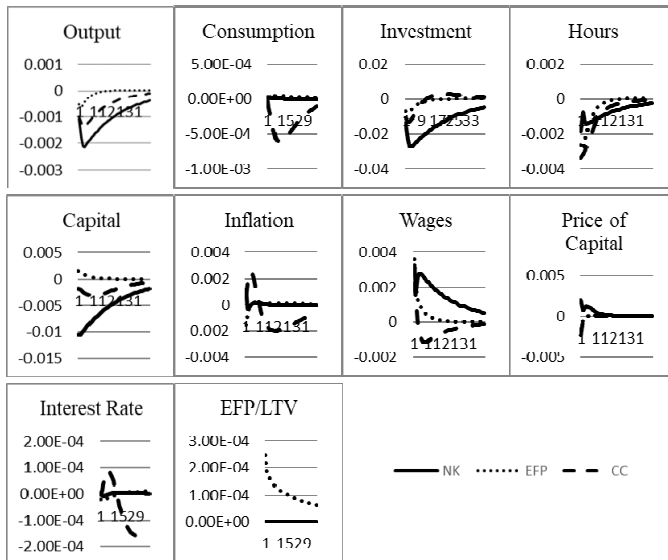 Output
0.001
0
-0.001
-0.002
-0.003
1 112131
Consumption
5.00E-04
0.00E+00
-5.00E-04
-1.00E-03
1 1529
Investment
0.02
0
-0.02
-0.04
1 9 172533
Hours
0.002
0
-0.002
-0.004
1 112131
Capital
0.005
0
-0.005
-0.01
-0.015
1 112131
Inflation
0.004
0.002
0
-0.002
-0.004
1 112131
Wages
0.004
0.002
0
-0.002
1 112131
Price of
Capital
0.005
0
-0.005
1 112131
Interest Rate
2.00E-04
1.00E-04
0.00E+00
-1.00E-04
-2.00E-04
1 1529
EFP/LTV
3.00E-04
2.00E-04
1.00E-04
0.00E+00
1 1529
NK
EFP
CC